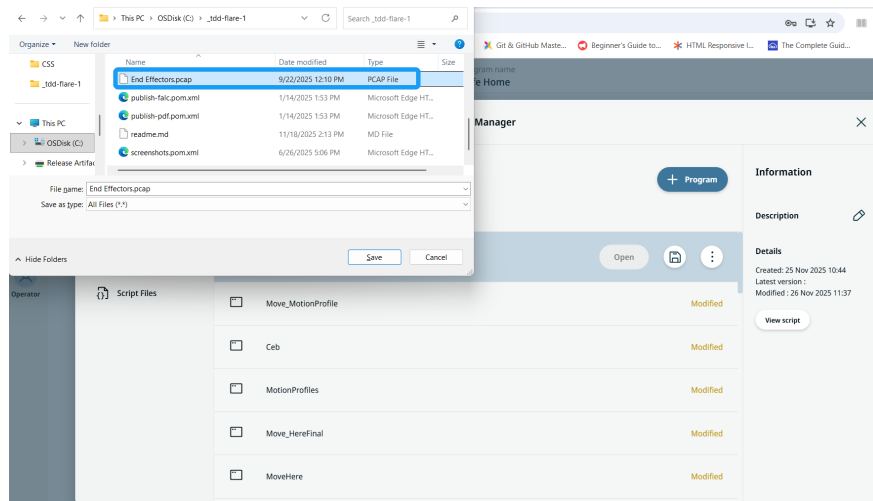 This PC > OSDisk (C:) > _tdd-flare-1
Search _tdd-flare-1
Organize
New folder
Name
Date modified
Type
Size
CSS
_tdd-flare-1
This PC
OSDisk (C:)
Release Artifac
End Effectors.pcap 9/22/2025 12:10 PM PCAP File
publish-falc.pom.xml 1/14/2025 1:53 PM Microsoft Edge HT...
publish-pdf.pom.xml 1/14/2025 1:53 PM Microsoft Edge HT...
readme.md 11/18/2025 2:13 PM MD File
screenshots.pom.xml 6/26/2025 5:06 PM Microsoft Edge HT...
File name: End Effectors.pcap
Save as type: All Files (*.*)
Hide Folders
Save
Cancel
Git & GitHub Maste...
Beginner's Guide to...
HTML Responsive l...
The Complete Guid...
gram name
e Home
Manager
+ Program
Open
Information
Description
Details
Created: 25 Nov 2025 10:44
Latest version :
Modified : 26 Nov 2025 11:37
View script
Operator
Script Files
Move_MotionProfile Modified
Ceb Modified
MotionProfiles Modified
Move_HereFinal Modified
MoveHere Modified